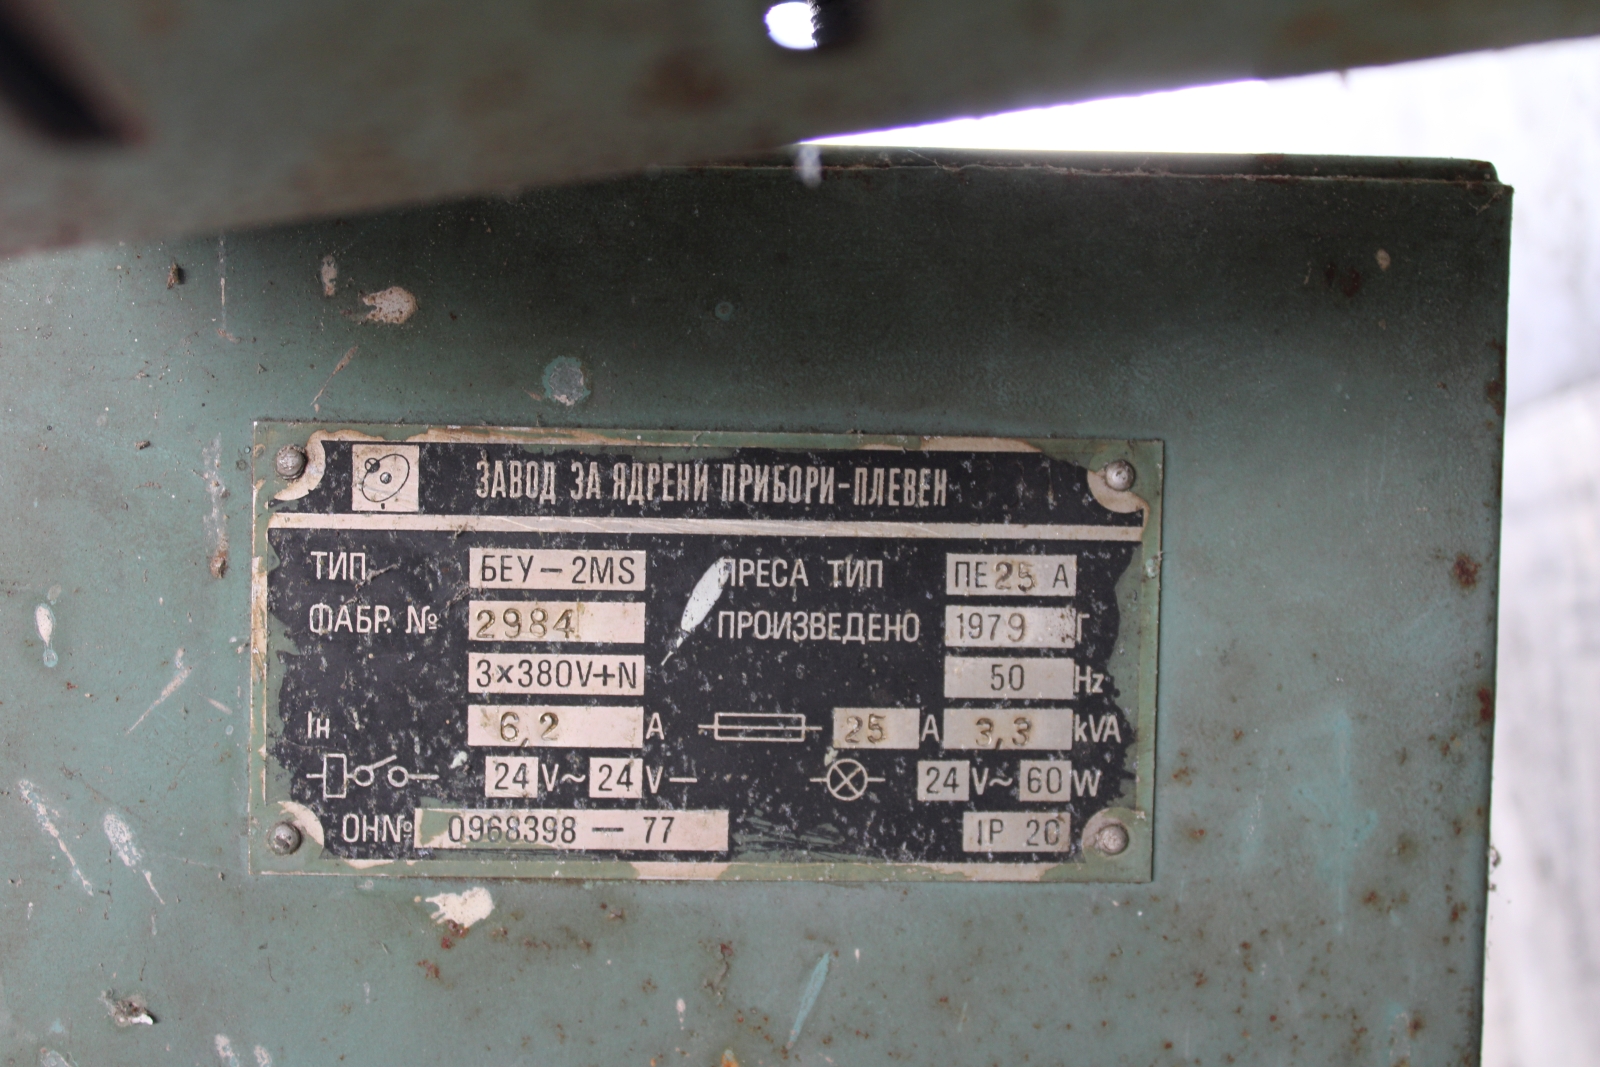 ЗАВОД ЗА ЯДРЕНИ ПРИБОРИ-ПЛЕВЕН
ТИП БЕУ-2MS ПРЕСА ТИП ПЕ25 А
ФАБР. № 2984 ПРОИЗВЕДЕНО 1979 Г
3×380V+N 50 Hz
Iн 6,2 А 25 А 3,3 kVA
24 V~ 24 V— 24 V~ 60 W
ОН№ 0968398 — 77 IP 20